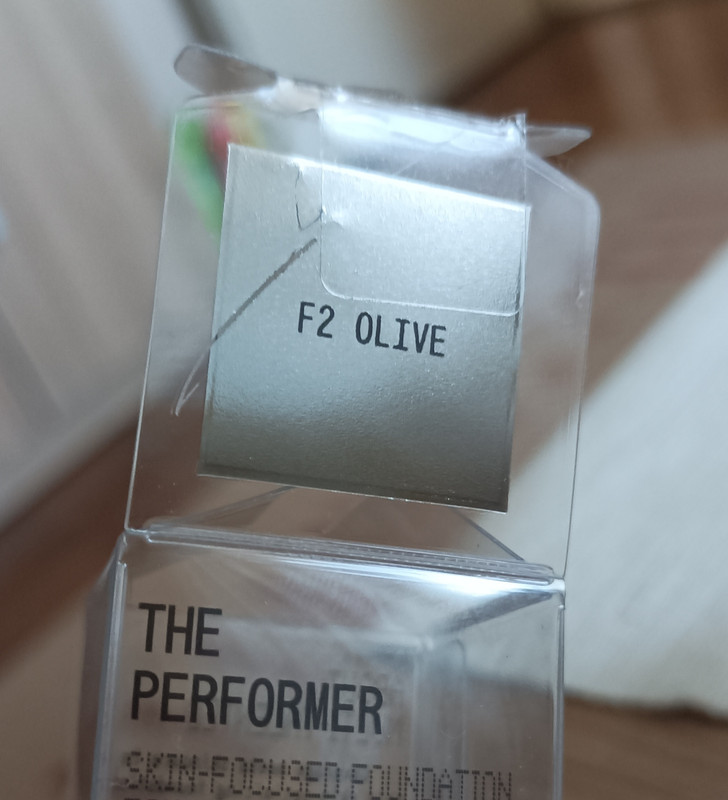 F2 OLIVE
THE
PERFORMER
SKIN-FOCUSED FOUNDATION